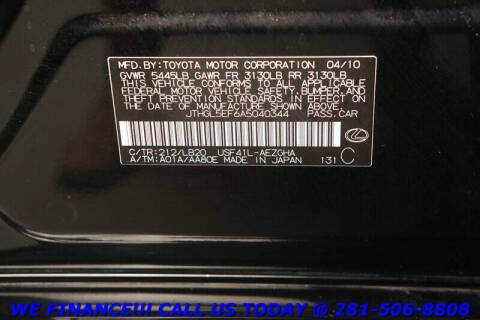 MFD.BY:TOYOTA MOTOR CORPORATION 04/10
GVWR 5445LB GAWR FR 3130LB RR 3130LB
THIS VEHICLE CONFORMS TO ALL APPLICABLE
FEDERAL MOTOR VEHICLE SAFETY,BUMPER,AND
THEFT PREVENTION STANDARDS IN EFFECT ON
THE DATE OF MANUFACTURE SHOWN ABOVE.
JTHGL5EF6A5040344 PASS.CAR
C/TR:212/LB20 USF41L-AEZGHA
A/TM:A01A/AA80E MADE IN JAPAN 131 C
WE FINANCE!!! CALL US TODAY @ 281-506-8808